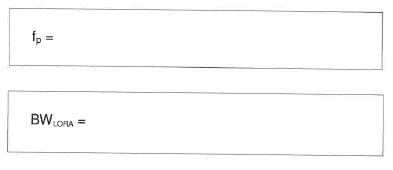 fp =
BWLORA =